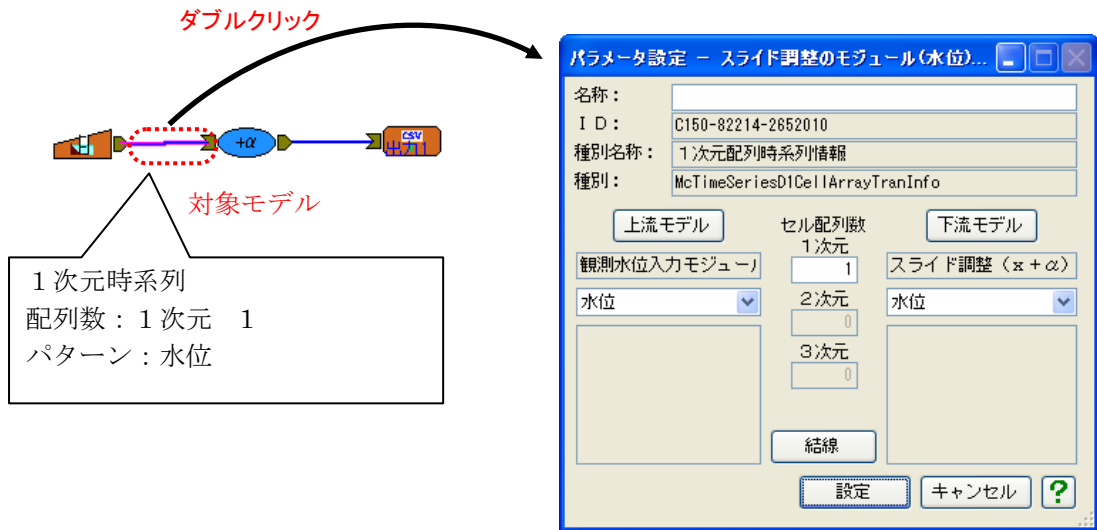 ダブルクリック
+α
CSV
出力1
対象モデル
1次元時系列
配列数：1次元　1
パターン：水位
パラメータ設定 － スライド調整のモジュール(水位)...
名称：
ＩＤ： C150-82214-2652010
種別名称： 1次元配列時系列情報
種別： McTimeSeriesD1CellArrayTranInfo
上流モデル セル配列数 下流モデル
1次元
観測水位入力モジュール 1 スライド調整（x＋α）
水位 2次元 水位
0
3次元
0
結線
設定 キャンセル ?